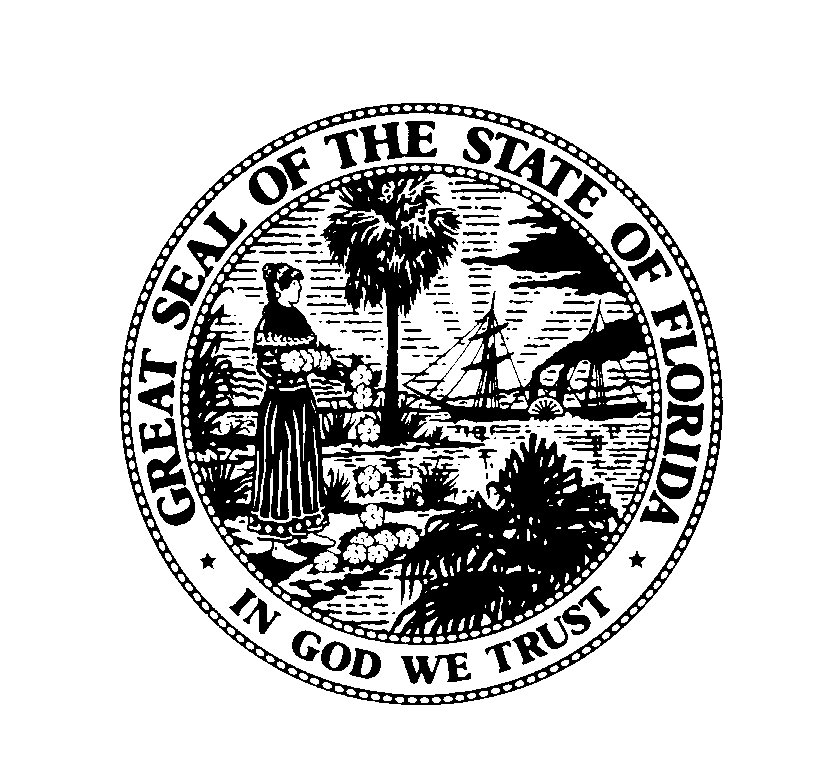 GREAT SEAL OF THE STATE OF FLORIDA
IN GOD WE TRUST